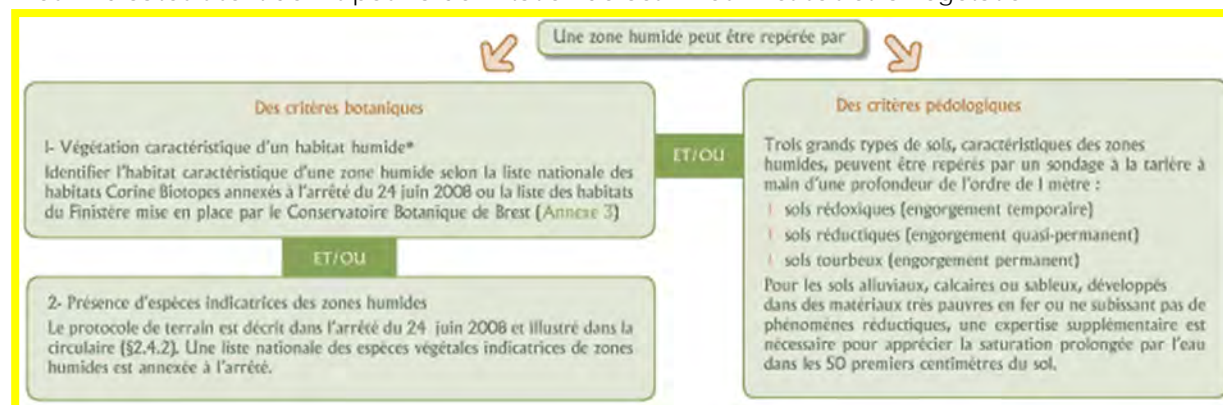 Une zone humide peut être repérée par
Des critères botaniques
1- Végétation caractéristique d'un habitat humide*
Identifier l'habitat caractéristique d'une zone humide selon la liste nationale des
habitats Corine Biotopes annexés à l'arrêté du 24 juin 2008 ou la liste des habitats
du Finistère mise en place par le Conservatoire Botanique de Brest (Annexe 3)
ET/OU
2- Présence d'espèces indicatrices des zones humides
Le protocole de terrain est décrit dans l'arrêté du 24 juin 2008 et illustré dans la
circulaire (§2.4.2). Une liste nationale des espèces végétales indicatrices de zones
humides est annexée à l'arrêté.
ET/OU
Des critères pédologiques
Trois grands types de sols, caractéristiques des zones
humides, peuvent être repérés par un sondage à la tarière à
main d'une profondeur de l'ordre de 1 mètre :
sols rédoxiques (engorgement temporaire)
sols réductiques (engorgement quasi-permanent)
sols tourbeux (engorgement permanent)
Pour les sols alluviaux, calcaires ou sableux, développés
dans des matériaux très pauvres en fer ou ne subissant pas de
phénomènes réductiques, une expertise supplémentaire est
nécessaire pour apprécier la saturation prolongée par l'eau
dans les 50 premiers centimètres du sol.